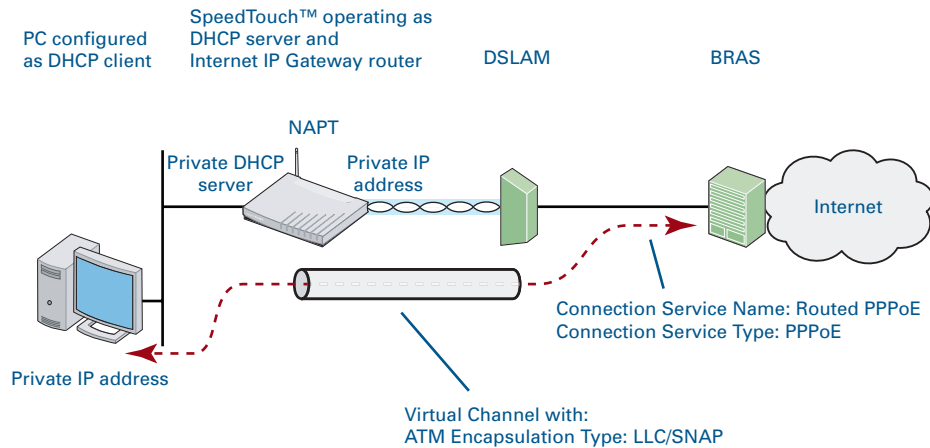 PC configured
as DHCP client
SpeedTouch™ operating as
DHCP server and
Internet IP Gateway router
DSLAM
BRAS
NAPT
Private DHCP
server
Private IP
address
Internet
Connection Service Name: Routed PPPoE
Connection Service Type: PPPoE
Private IP address
Virtual Channel with:
ATM Encapsulation Type: LLC/SNAP